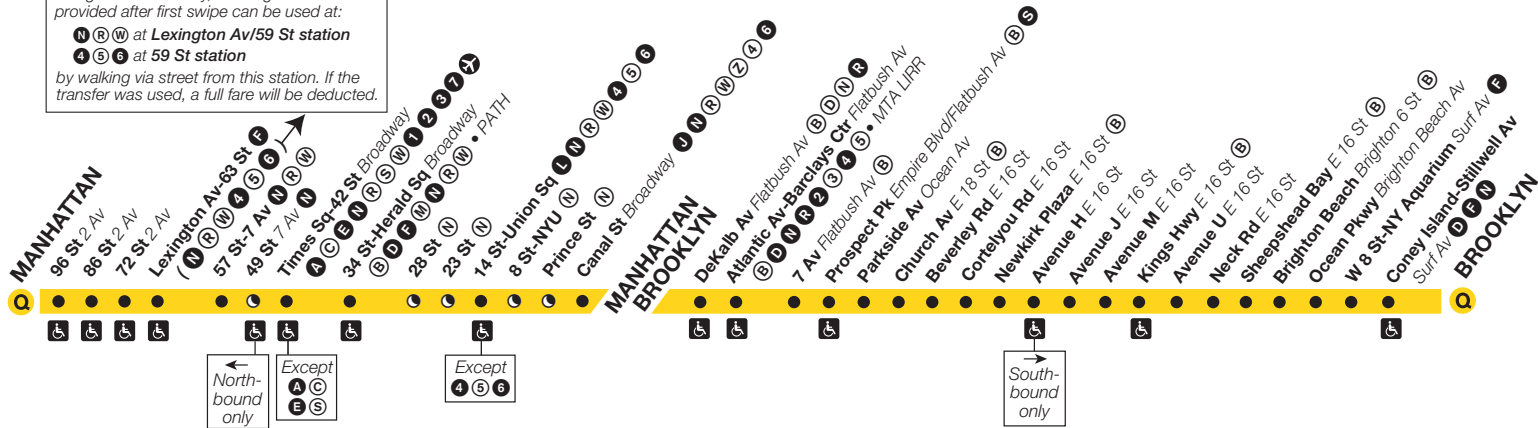 provided after first swipe can be used at:
N R W at Lexington Av/59 St station
4 5 6 at 59 St station
by walking via street from this station. If the
transfer was used, a full fare will be deducted.
Q
MANHATTAN
96 St 2 Av
86 St 2 Av
72 St 2 Av
Lexington Av-63 St F
( N R W 4 5 6
57 St-7 Av N R W
49 St 7 Av N
Times Sq-42 St Broadway
A C E N R S W 1 2 3 7 ✈
34 St-Herald Sq Broadway
B D F M N R W • PATH
28 St N
23 St N
14 St-Union Sq L N R W 4 5 6
8 St-NYU N
Prince St N
Canal St Broadway J N R W Z 4 6
MANHATTAN
BROOKLYN
DeKalb Av Flatbush Av B D N R
Atlantic Av-Barclays Ctr Flatbush Av
B D N R 2 3 4 5 • MTA LIRR
7 Av Flatbush Av B
Prospect Pk Empire Blvd/Flatbush Av B S
Parkside Av Ocean Av
Church Av E 18 St B
Beverley Rd E 16 St
Cortelyou Rd E 16 St
Newkirk Plaza E 16 St B
Avenue H E 16 St
Avenue J E 16 St
Avenue M E 16 St
Kings Hwy E 16 St B
Avenue U E 16 St
Neck Rd E 16 St
Sheepshead Bay E 16 St B
Brighton Beach Brighton 6 St B
Ocean Pkwy Brighton Beach Av
W 8 St-NY Aquarium Surf Av F
Coney Island-Stillwell Av
Surf Av D F N
BROOKLYN
Q
←
North-
bound
only
Except
A C
E S
Except
4 5 6
→
South-
bound
only